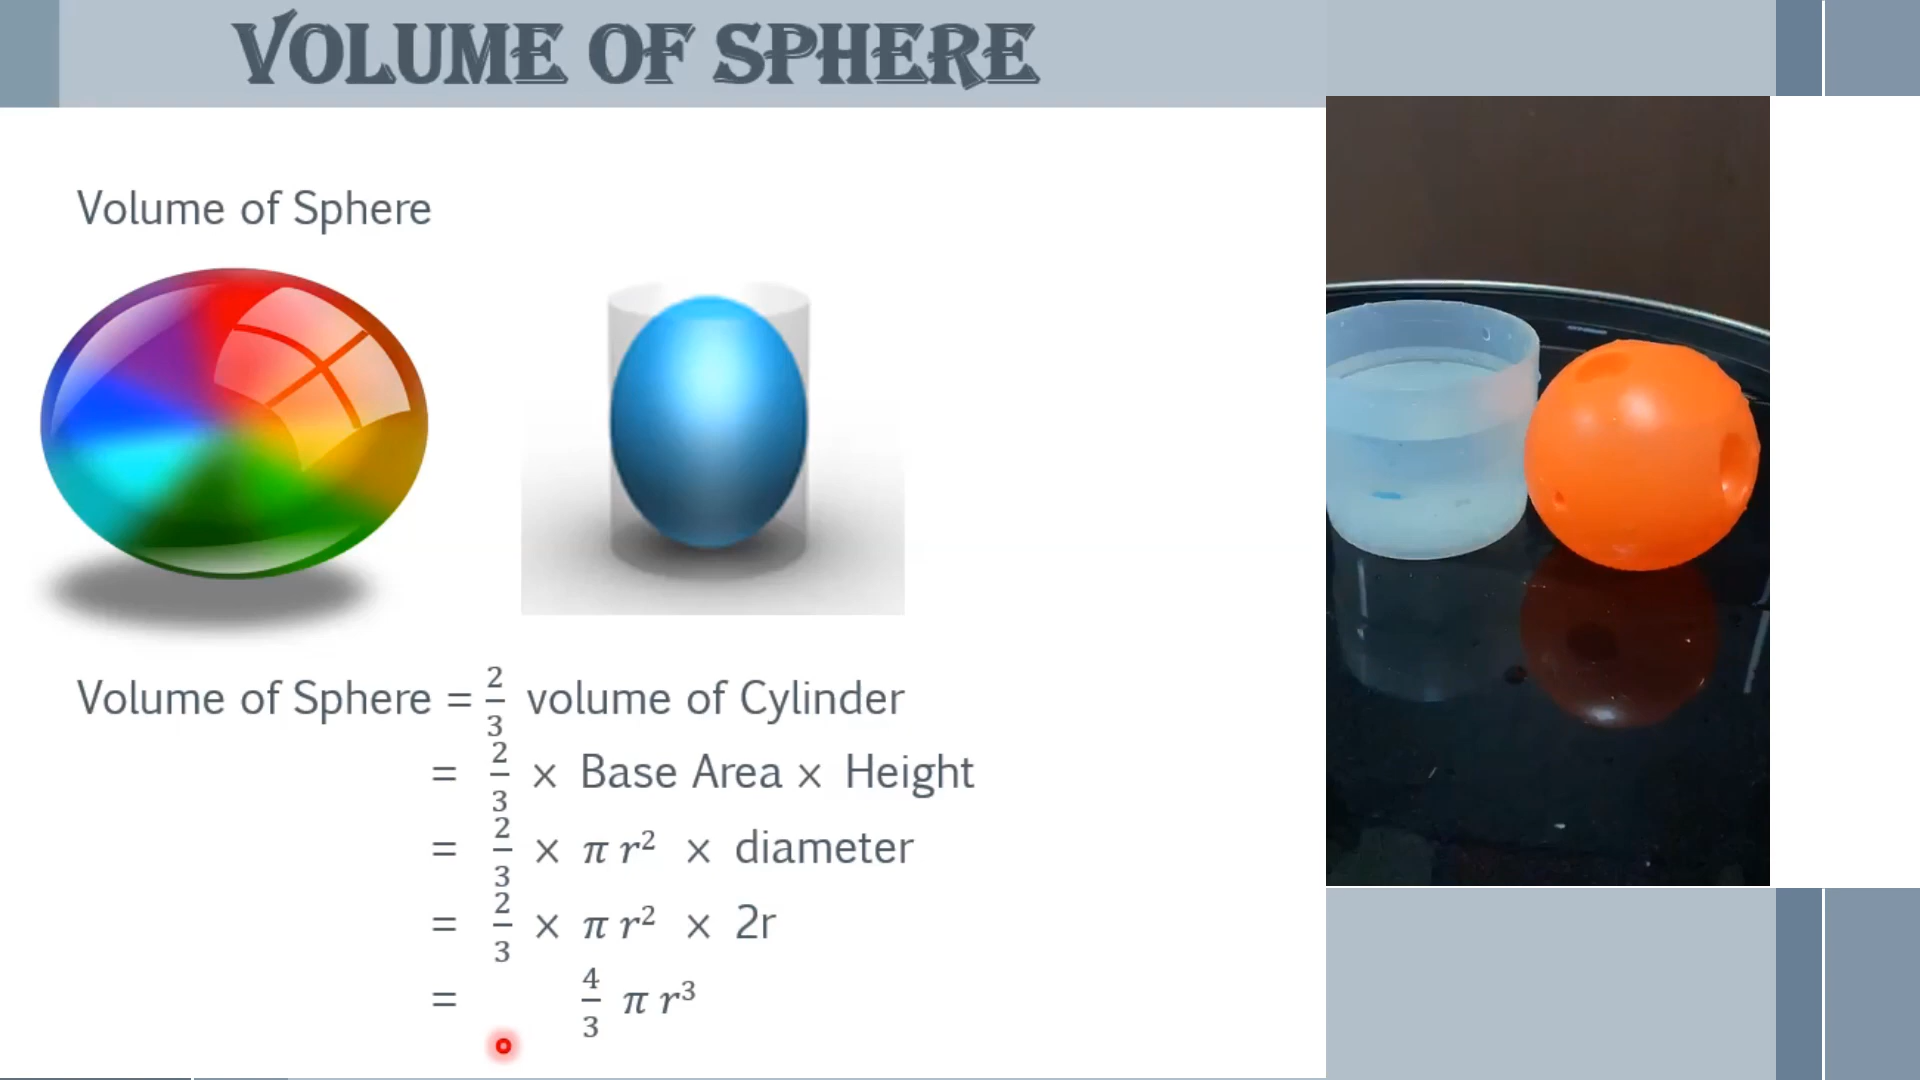 VOLUME OF SPHERE
Volume of Sphere
Volume of Sphere = 2/3 volume of Cylinder
= 2/3 × Base Area × Height
= 2/3 × π r² × diameter
= 2/3 × π r² × 2r
= 4/3 π r³